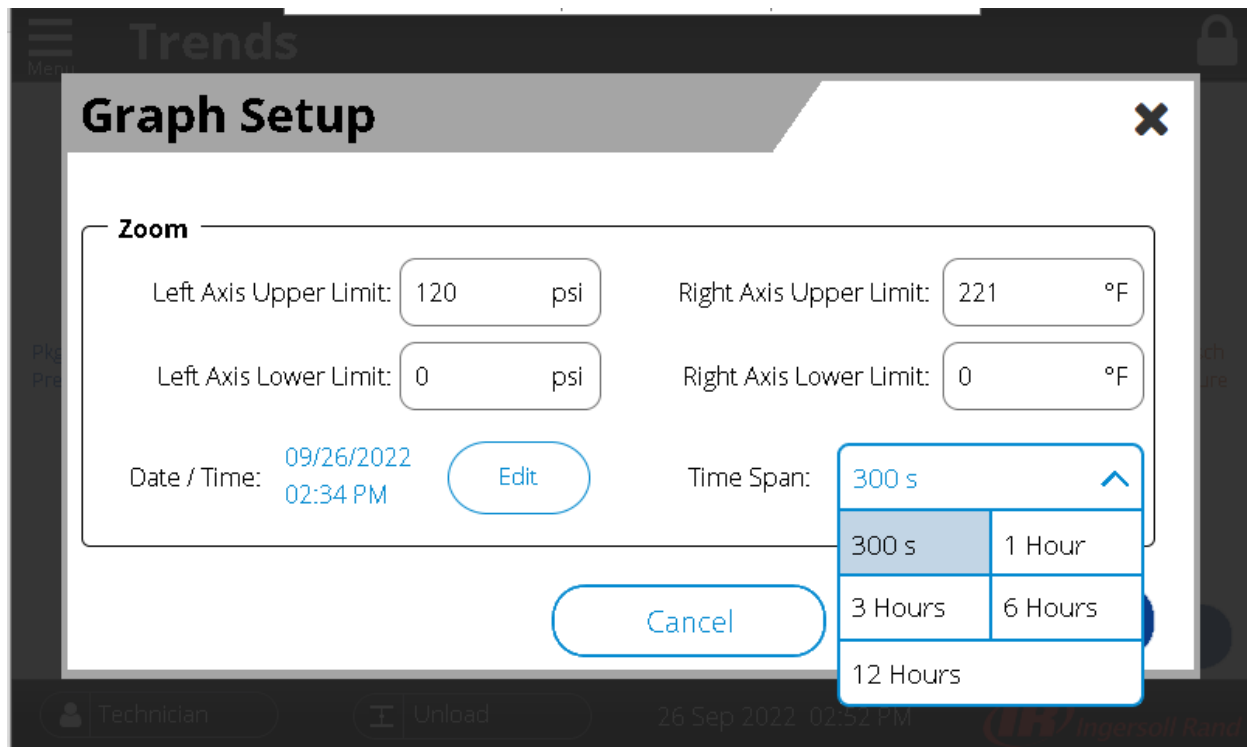 Trends
Menu
Graph Setup
Zoom
Left Axis Upper Limit: 120 psi
Right Axis Upper Limit: 221 °F
Left Axis Lower Limit: 0 psi
Right Axis Lower Limit: 0 °F
Date / Time: 09/26/2022 02:34 PM
Edit
Time Span: 300 s
300 s
1 Hour
3 Hours
6 Hours
12 Hours
Cancel
Technician
Unload
26 Sep 2022 02:52 PM
IR Ingersoll Rand